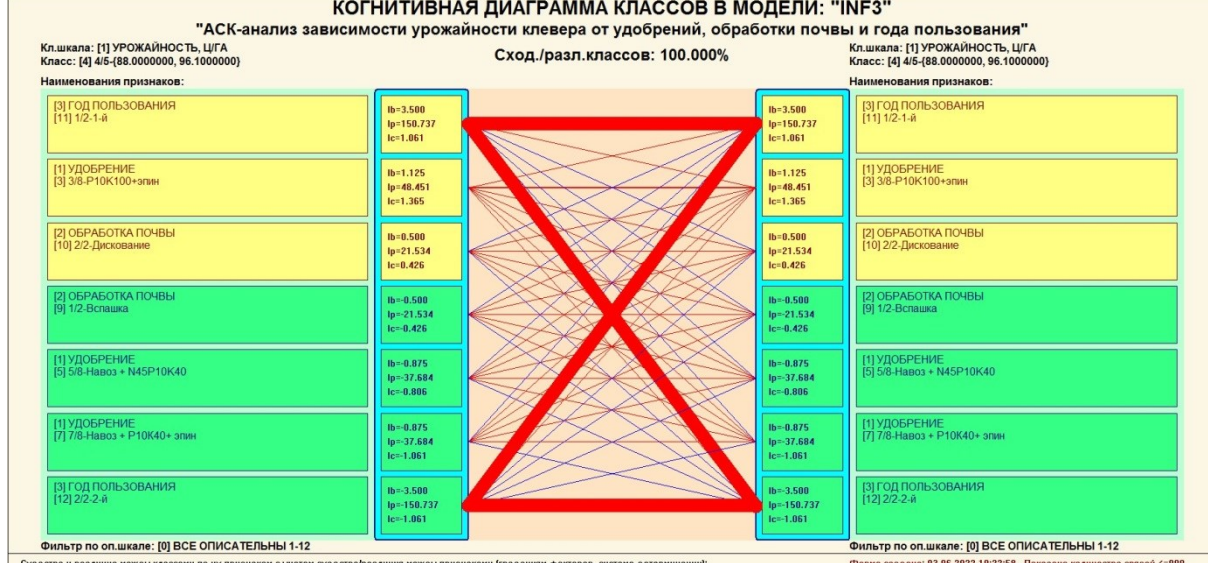 КОГНИТИВНАЯ ДИАГРАММА КЛАССОВ В МОДЕЛИ: "INF3"
"АСК-анализ зависимости урожайности клевера от удобрений, обработки почвы и года пользования"
Кл.шкала: [1] УРОЖАЙНОСТЬ, Ц/ГА
Класс: [4] 4/5-{88.0000000, 96.1000000}
Сход./разл.классов: 100.000%
Кл.шкала: [1] УРОЖАЙНОСТЬ, Ц/ГА
Класс: [4] 4/5-{88.0000000, 96.1000000}
Наименования признаков:
Наименования признаков:
[3] ГОД ПОЛЬЗОВАНИЯ
[11] 1/2-1-й
Ib=3.500
Ip=150.737
Ic=1.061
Ib=3.500
Ip=150.737
Ic=1.061
[3] ГОД ПОЛЬЗОВАНИЯ
[11] 1/2-1-й
[1] УДОБРЕНИЕ
[3] 3/8-P10K100+эпин
Ib=1.125
Ip=48.451
Ic=1.365
Ib=1.125
Ip=48.451
Ic=1.365
[1] УДОБРЕНИЕ
[3] 3/8-P10K100+эпин
[2] ОБРАБОТКА ПОЧВЫ
[10] 2/2-Дискование
Ib=0.500
Ip=21.534
Ic=0.426
Ib=0.500
Ip=21.534
Ic=0.426
[2] ОБРАБОТКА ПОЧВЫ
[10] 2/2-Дискование
[2] ОБРАБОТКА ПОЧВЫ
[9] 1/2-Вспашка
Ib=-0.500
Ip=-21.534
Ic=-0.426
Ib=-0.500
Ip=-21.534
Ic=-0.426
[2] ОБРАБОТКА ПОЧВЫ
[9] 1/2-Вспашка
[1] УДОБРЕНИЕ
[5] 5/8-Навоз + N45P10K40
Ib=-0.875
Ip=-37.684
Ic=-0.806
Ib=-0.875
Ip=-37.684
Ic=-0.806
[1] УДОБРЕНИЕ
[5] 5/8-Навоз + N45P10K40
[1] УДОБРЕНИЕ
[7] 7/8-Навоз + P10K40+ эпин
Ib=-0.875
Ip=-37.684
Ic=-1.061
Ib=-0.875
Ip=-37.684
Ic=-1.061
[1] УДОБРЕНИЕ
[7] 7/8-Навоз + P10K40+ эпин
[3] ГОД ПОЛЬЗОВАНИЯ
[12] 2/2-2-й
Ib=-3.500
Ip=-150.737
Ic=-1.061
Ib=-3.500
Ip=-150.737
Ic=-1.061
[3] ГОД ПОЛЬЗОВАНИЯ
[12] 2/2-2-й
Фильтр по оп.шкале: [0] ВСЕ ОПИСАТЕЛЬНЫ 1-12
Фильтр по оп.шкале: [0] ВСЕ ОПИСАТЕЛЬНЫ 1-12